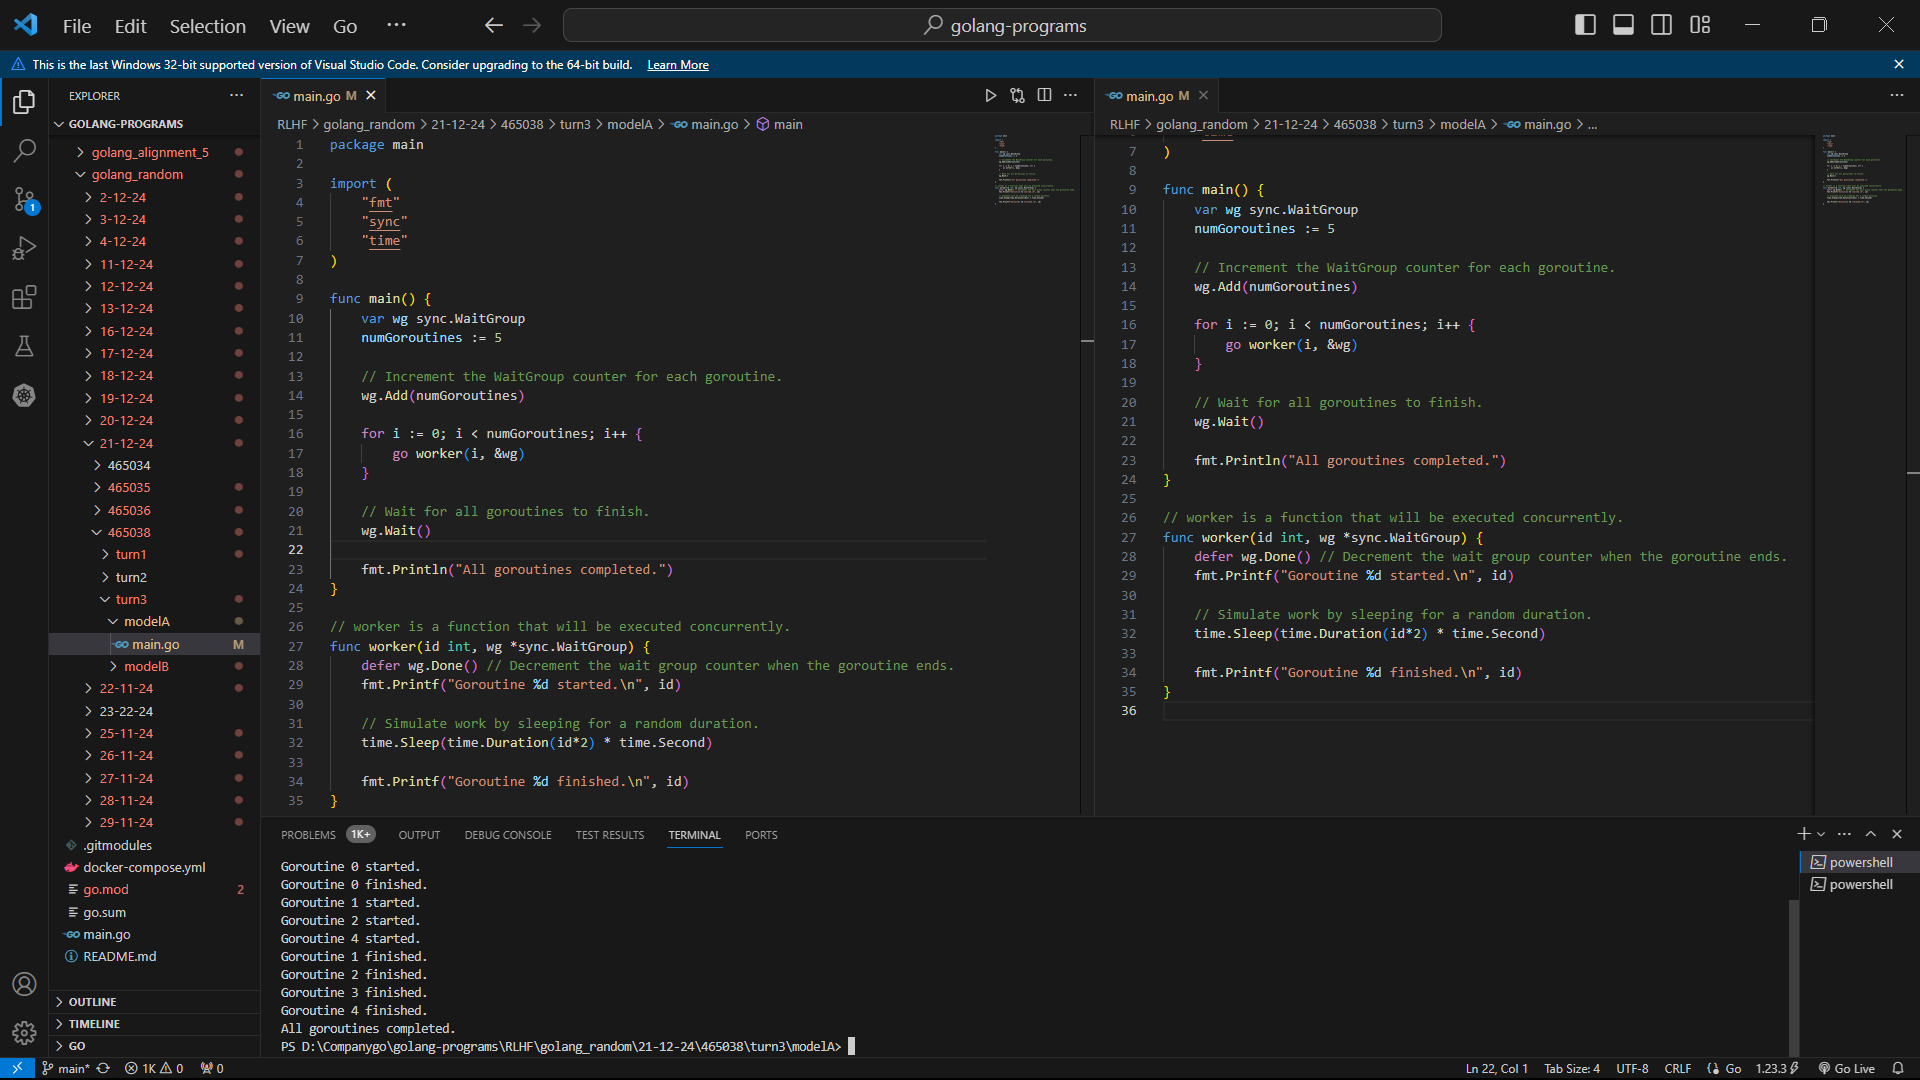 File Edit Selection View Go ··· golang-programs
This is the last Windows 32-bit supported version of Visual Studio Code. Consider upgrading to the 64-bit build. Learn More
EXPLORER
GOLANG-PROGRAMS
golang_alignment_5
golang_random
2-12-24
3-12-24
4-12-24
11-12-24
12-12-24
13-12-24
16-12-24
17-12-24
18-12-24
19-12-24
20-12-24
21-12-24
465034
465035
465036
465038
turn1
turn2
turn3
modelA
main.go M
modelB
22-11-24
23-22-24
25-11-24
26-11-24
27-11-24
28-11-24
29-11-24
.gitmodules
docker-compose.yml
go.mod 2
go.sum
main.go
README.md
OUTLINE
TIMELINE
GO
1
main.go M
RLHF > golang_random > 21-12-24 > 465038 > turn3 > modelA > main.go > main
1 package main
2
3 import (
4 "fmt"
5 "sync"
6 "time"
7 )
8
9 func main() {
10 var wg sync.WaitGroup
11 numGoroutines := 5
12
13 // Increment the WaitGroup counter for each goroutine.
14 wg.Add(numGoroutines)
15
16 for i := 0; i < numGoroutines; i++ {
17 go worker(i, &wg)
18 }
19
20 // Wait for all goroutines to finish.
21 wg.Wait()
22
23 fmt.Println("All goroutines completed.")
24 }
25
26 // worker is a function that will be executed concurrently.
27 func worker(id int, wg *sync.WaitGroup) {
28 defer wg.Done() // Decrement the wait group counter when the goroutine ends.
29 fmt.Printf("Goroutine %d started.\n", id)
30
31 // Simulate work by sleeping for a random duration.
32 time.Sleep(time.Duration(id*2) * time.Second)
33
34 fmt.Printf("Goroutine %d finished.\n", id)
35 }
main.go M
RLHF > golang_random > 21-12-24 > 465038 > turn3 > modelA > main.go > ...
7 )
8
9 func main() {
10 var wg sync.WaitGroup
11 numGoroutines := 5
12
13 // Increment the WaitGroup counter for each goroutine.
14 wg.Add(numGoroutines)
15
16 for i := 0; i < numGoroutines; i++ {
17 go worker(i, &wg)
18 }
19
20 // Wait for all goroutines to finish.
21 wg.Wait()
22
23 fmt.Println("All goroutines completed.")
24 }
25
26 // worker is a function that will be executed concurrently.
27 func worker(id int, wg *sync.WaitGroup) {
28 defer wg.Done() // Decrement the wait group counter when the goroutine ends.
29 fmt.Printf("Goroutine %d started.\n", id)
30
31 // Simulate work by sleeping for a random duration.
32 time.Sleep(time.Duration(id*2) * time.Second)
33
34 fmt.Printf("Goroutine %d finished.\n", id)
35 }
36
PROBLEMS 1K+ OUTPUT DEBUG CONSOLE TEST RESULTS TERMINAL PORTS
Goroutine 0 started.
Goroutine 0 finished.
Goroutine 1 started.
Goroutine 2 started.
Goroutine 4 started.
Goroutine 1 finished.
Goroutine 2 finished.
Goroutine 3 finished.
Goroutine 4 finished.
All goroutines completed.
PS D:\Companygo\golang-programs\RLHF\golang_random\21-12-24\465038\turn3\modelA>
powershell
powershell
main* 1K 0 0 Ln 22, Col 1 Tab Size: 4 UTF-8 CRLF Go 1.23.3 Go Live